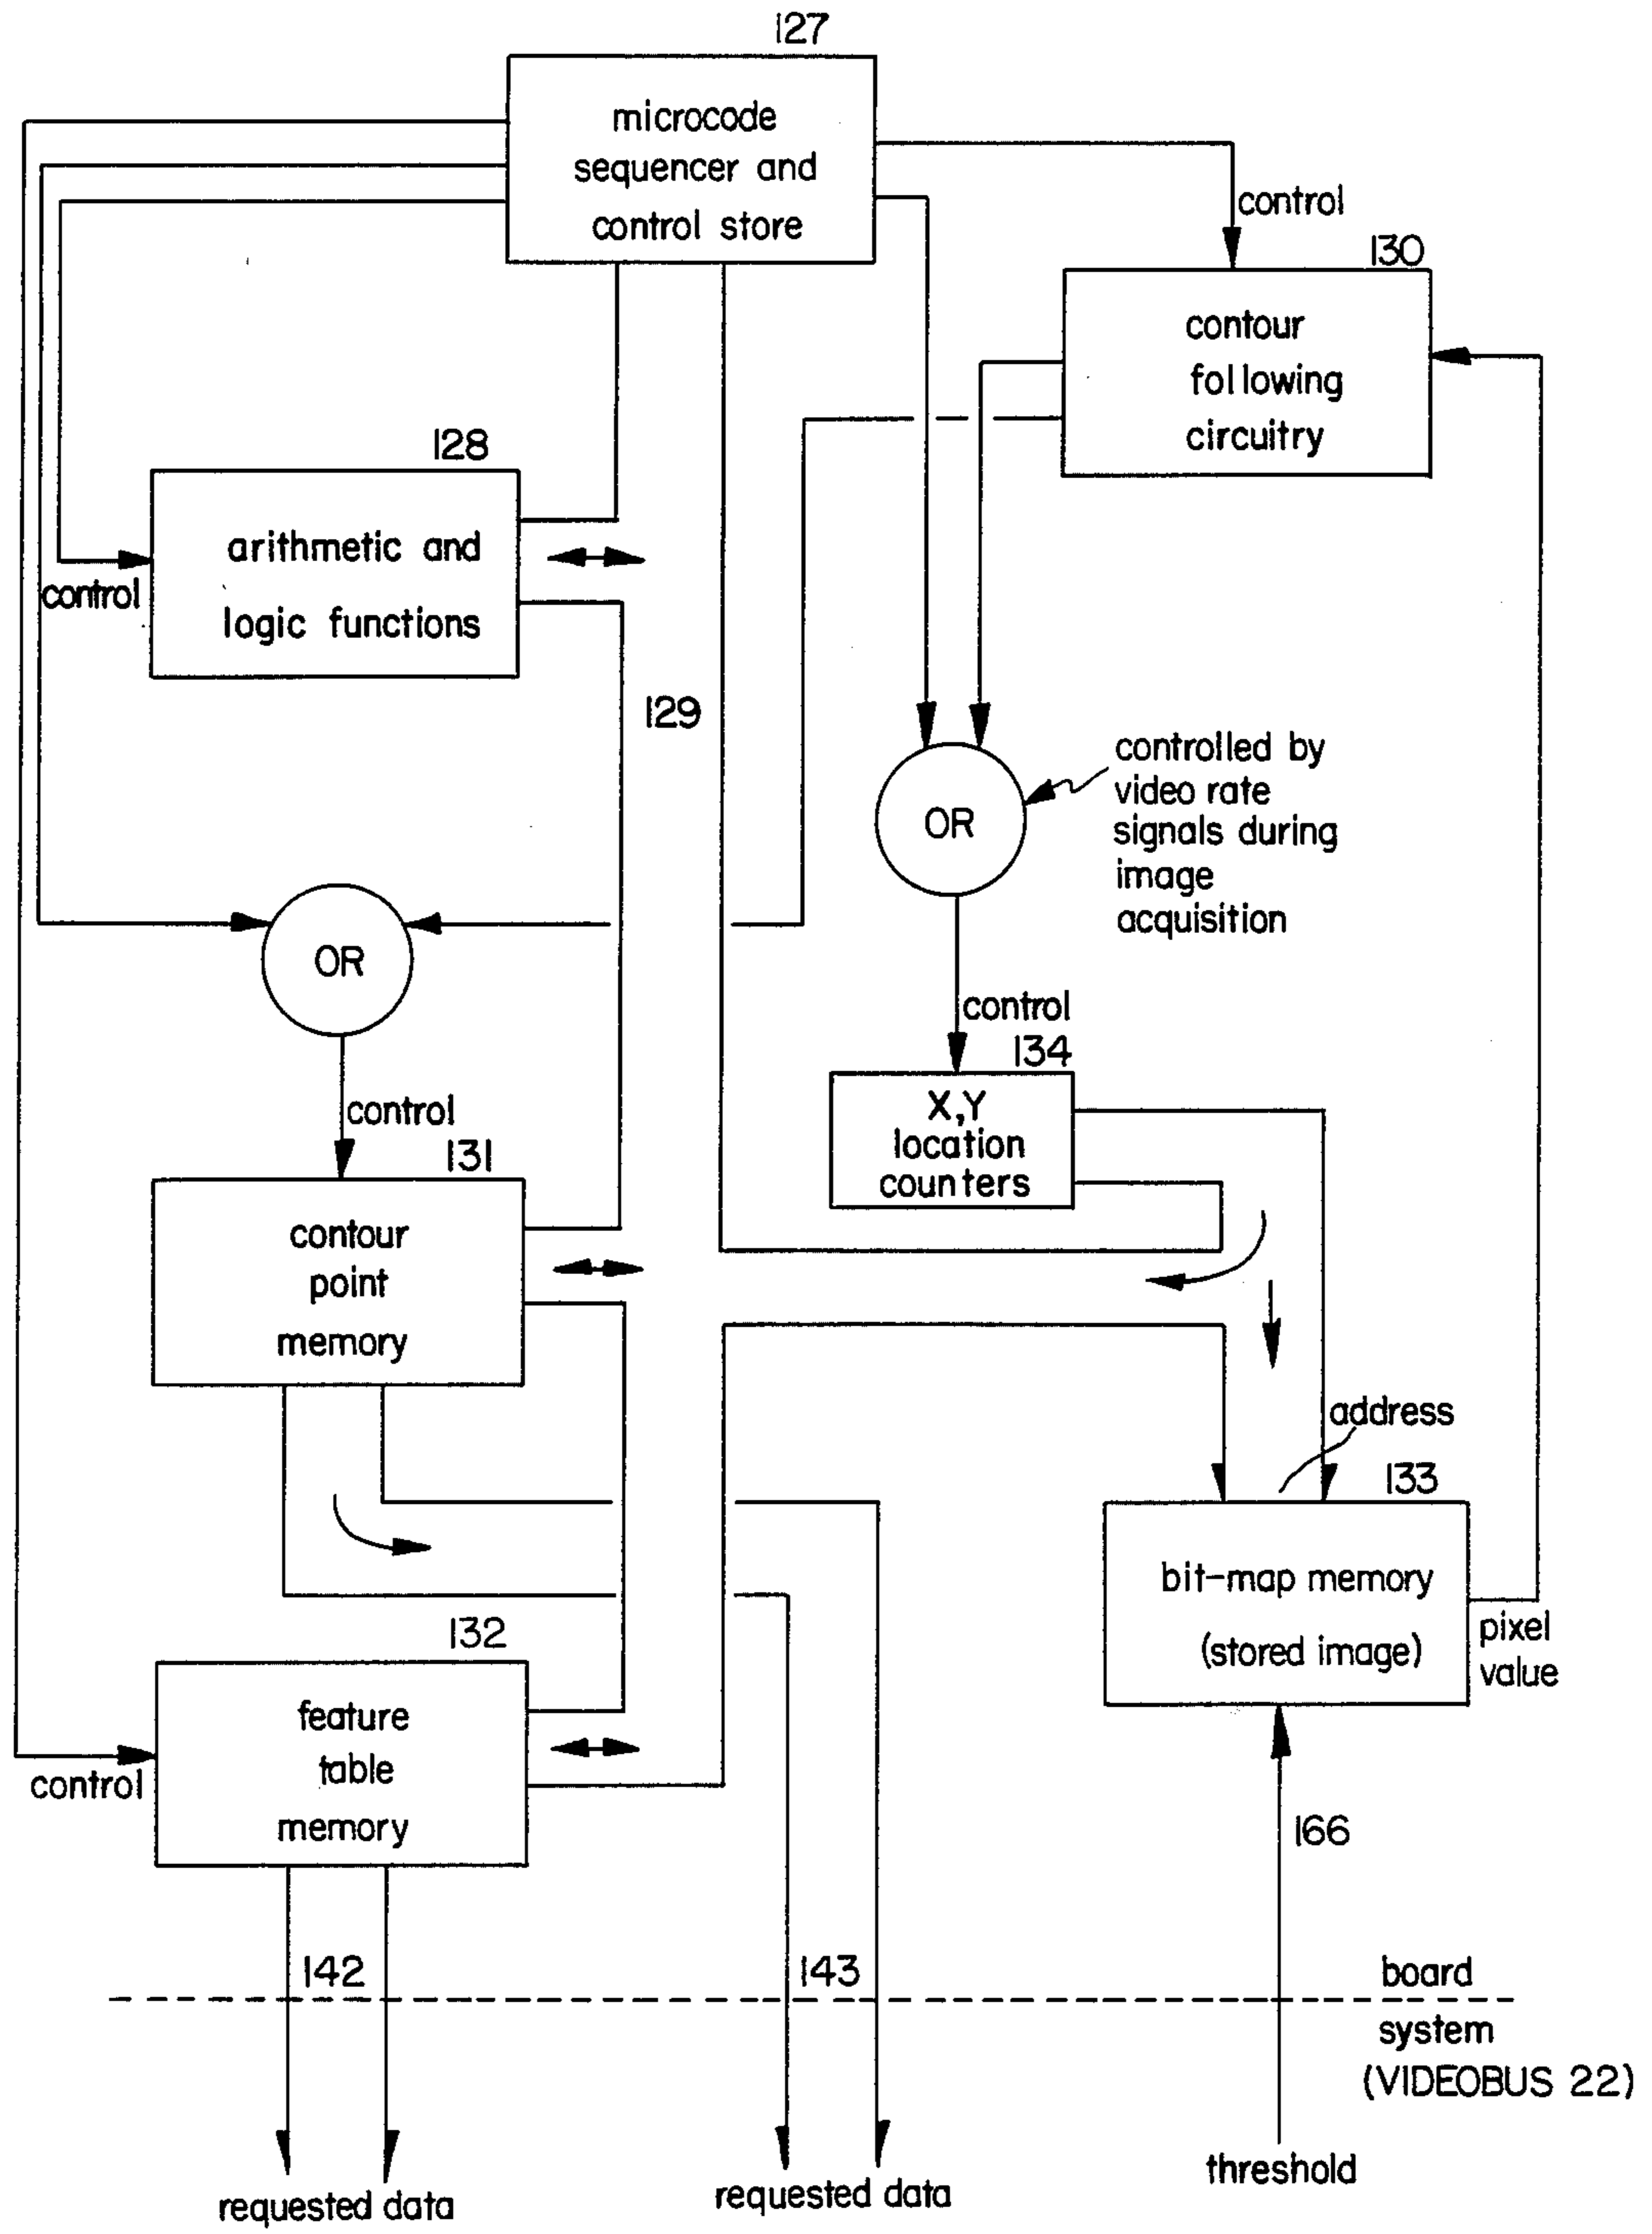 127
microcode
sequencer and
control store
control
130
contour
following
circuitry
128
arithmetic and
logic functions
control
129
controlled by
video rate
signals during
image
acquisition
OR
OR
control
134
X,Y
location
counters
control
131
contour
point
memory
address
133
bit-map memory
(stored image)
pixel
value
132
feature
table
memory
control
166
142
143
board
system
(VIDEOBUS 22)
threshold
requested data
requested data